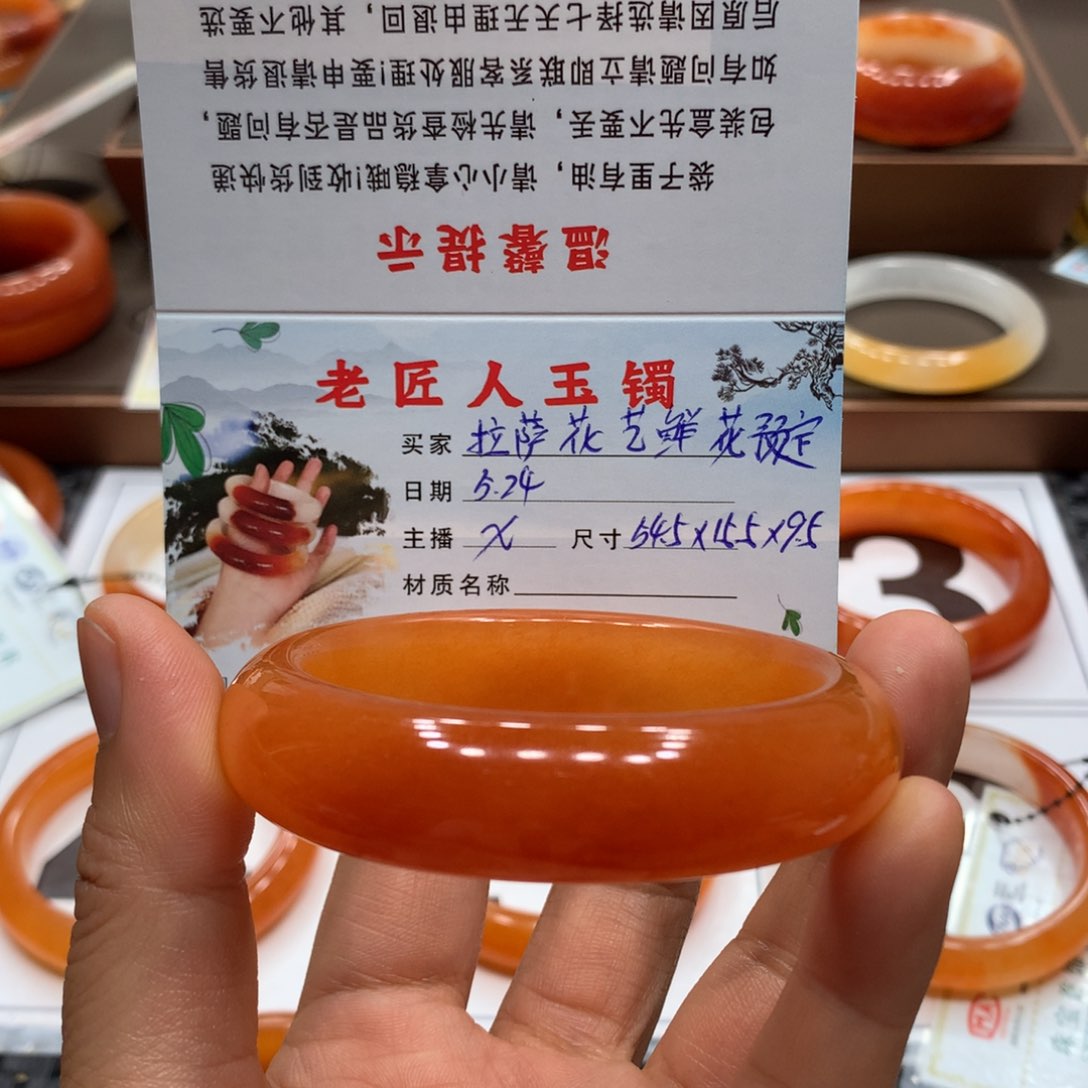 温馨提示
袋子里有油，请小心拿稳哦!收到货快递
包装盒先不要丢，请先检查货品是否有问题，
如有问题请立即联系客服处理!要申请退货售
后原因请选择七天无理由退回，其他不要选
老匠人玉镯
买家 拉萨花艺鲜花预定
日期 5.24
主播 X 尺寸 54.5X15.5X9.5
材质名称
3